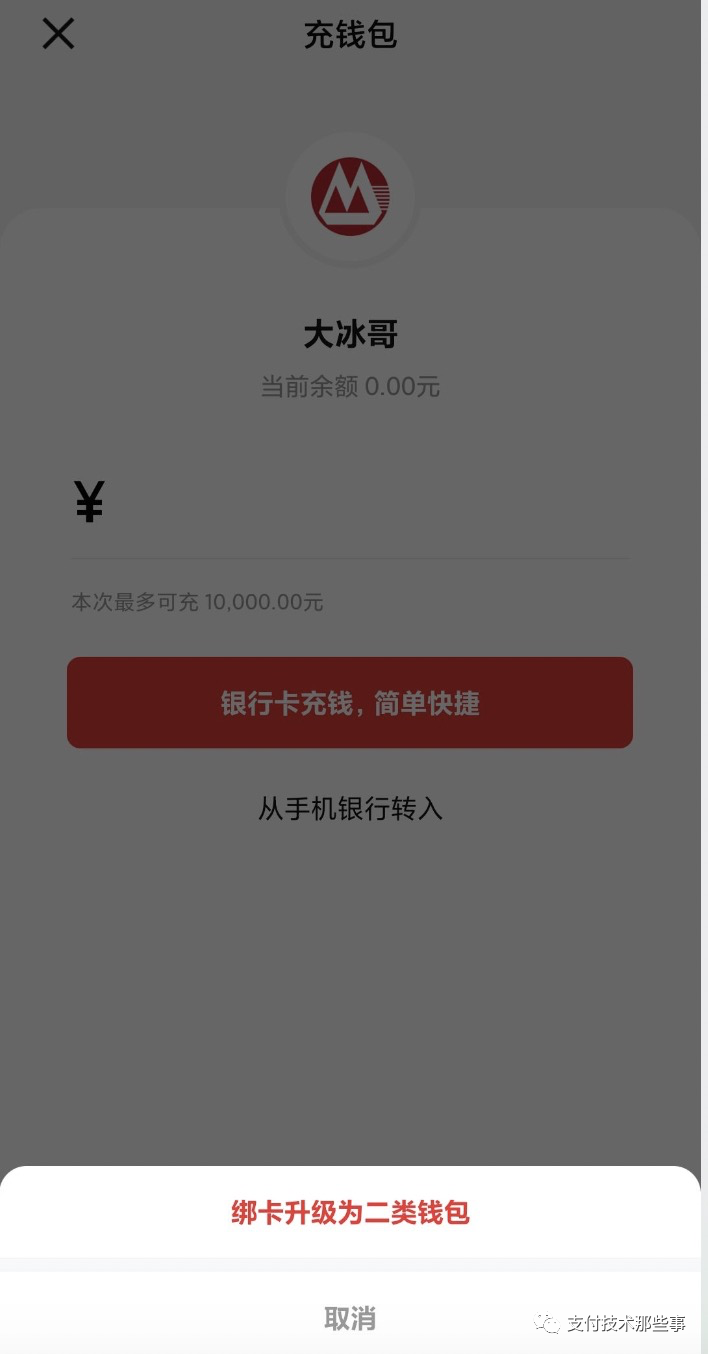 充钱包
大冰哥
当前余额 0.00元
¥
本次最多可充 10,000.00元
银行卡充钱，简单快捷
从手机银行转入
绑卡升级为二类钱包
取消
支付技术那些事